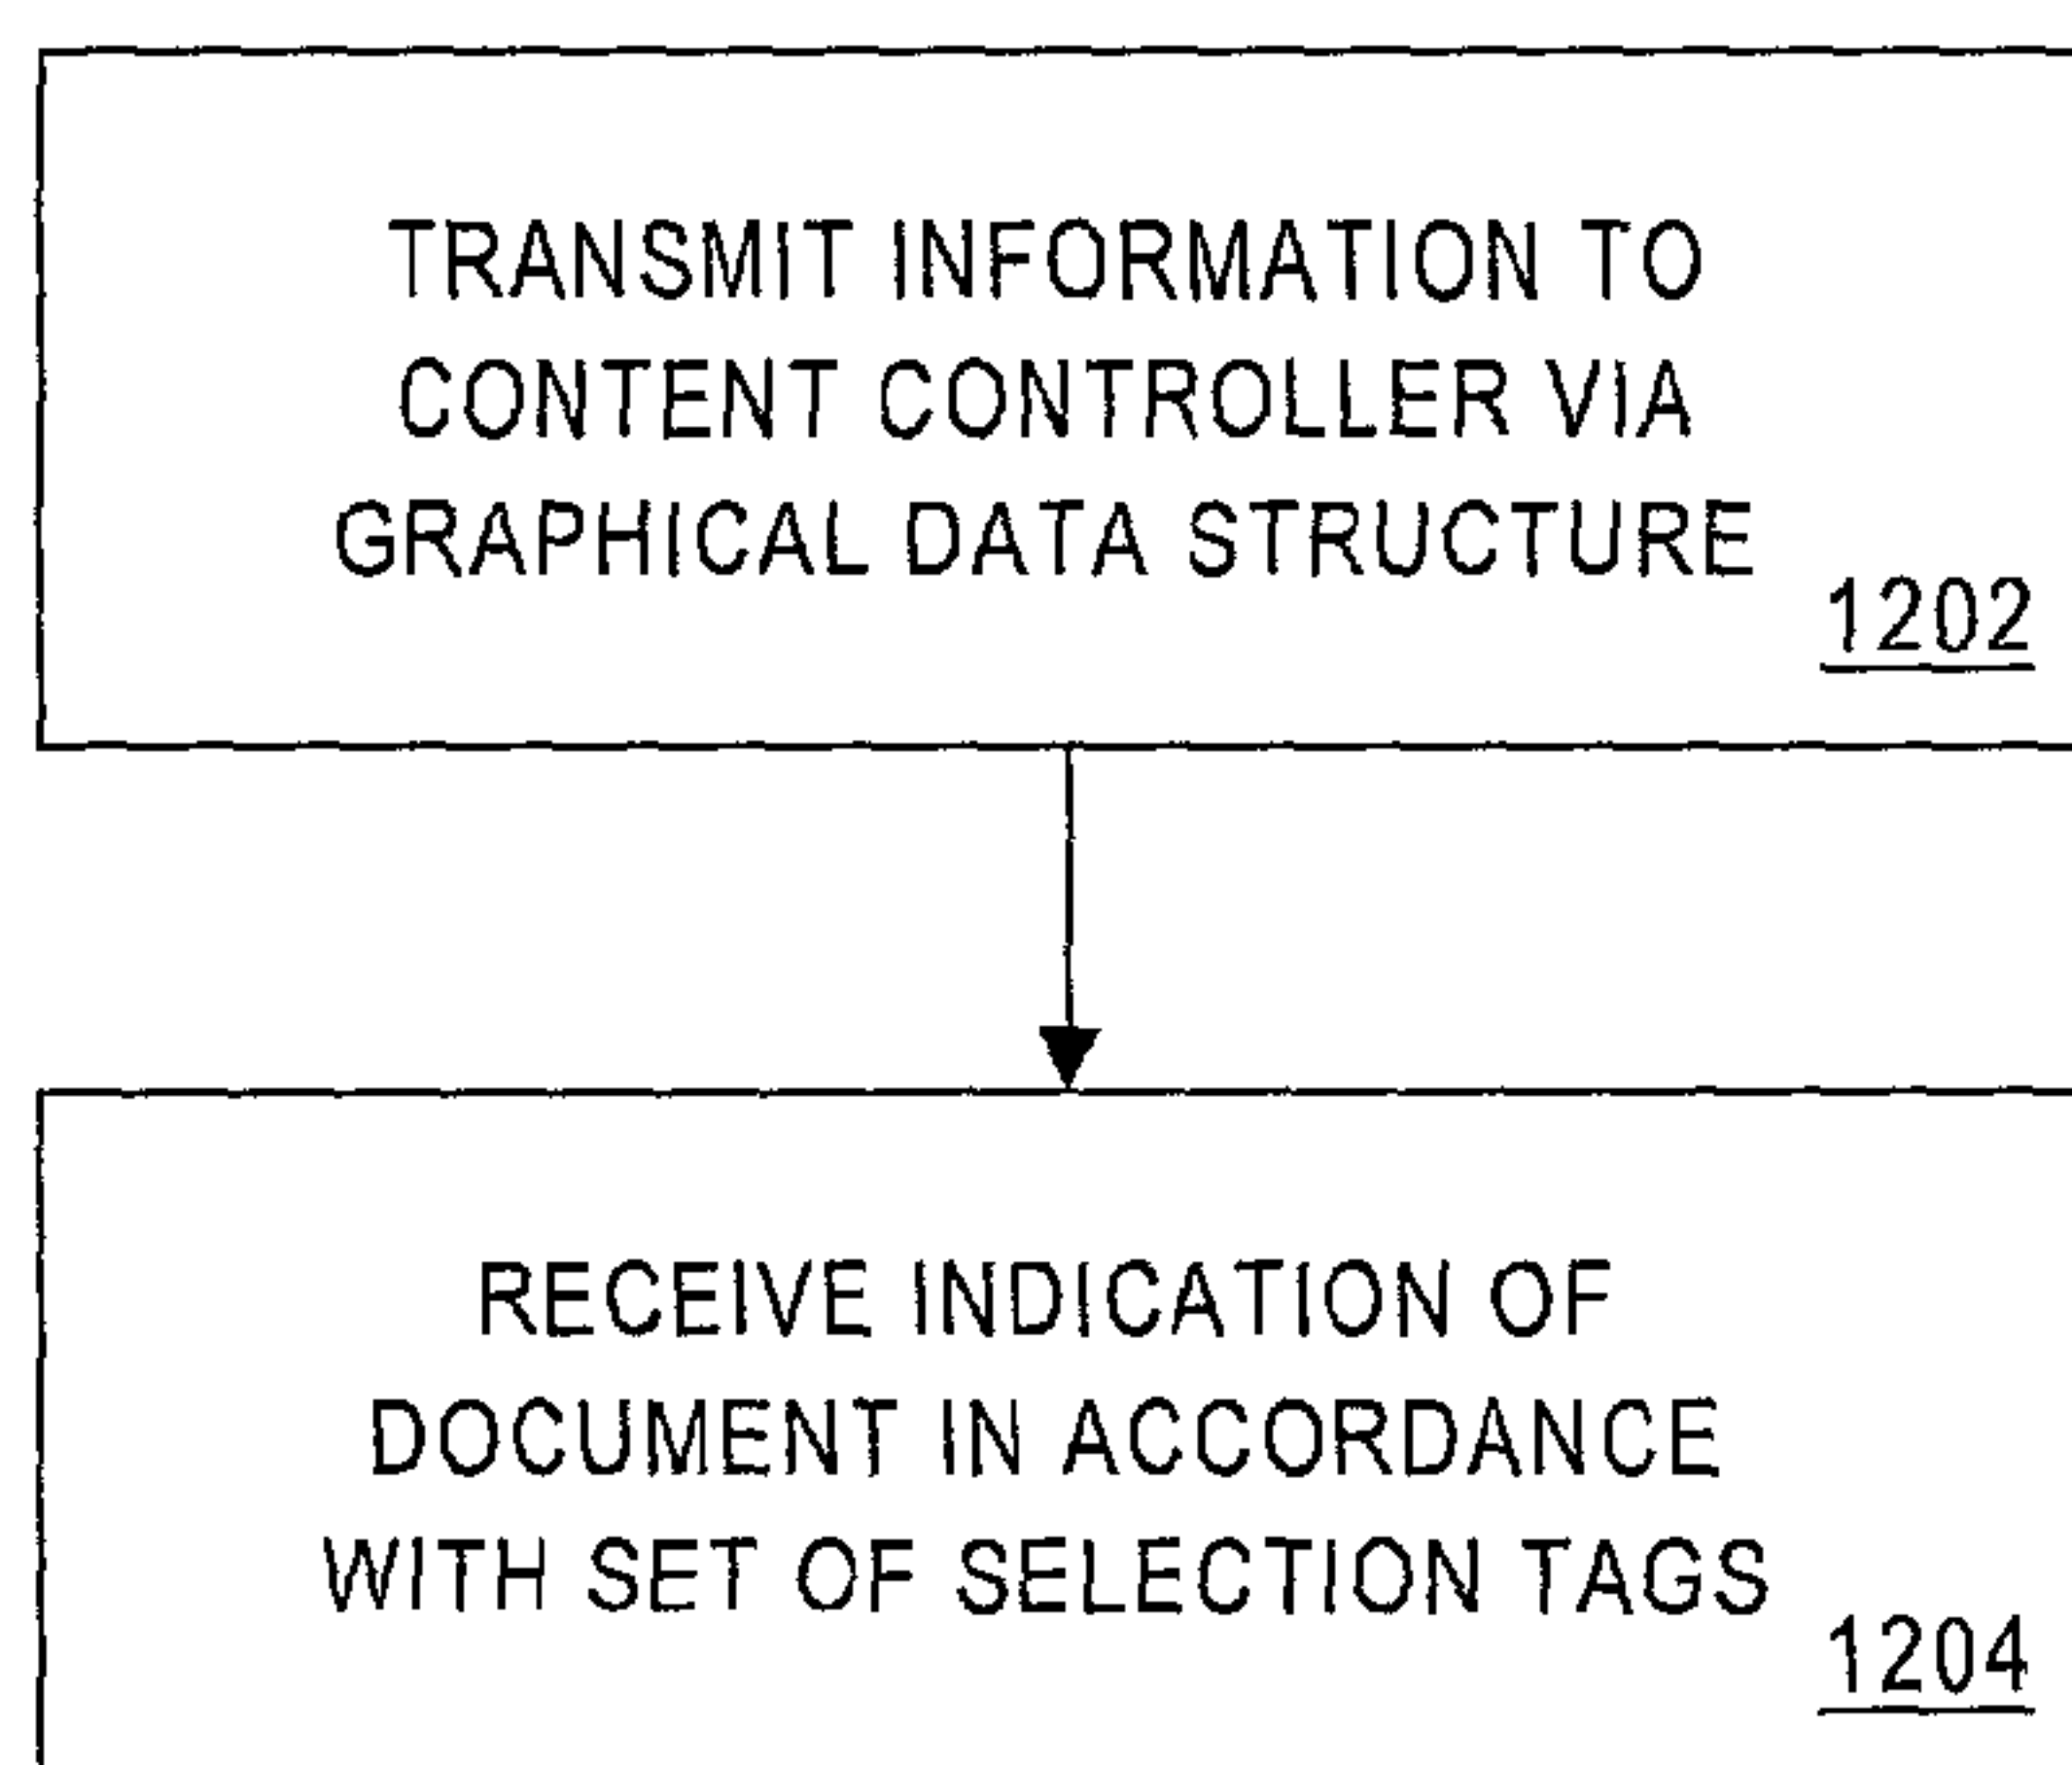 TRANSMIT INFORMATION TO
CONTENT CONTROLLER VIA
GRAPHICAL DATA STRUCTURE
1202
RECEIVE INDICATION OF
DOCUMENT IN ACCORDANCE
WITH SET OF SELECTION TAGS
1204